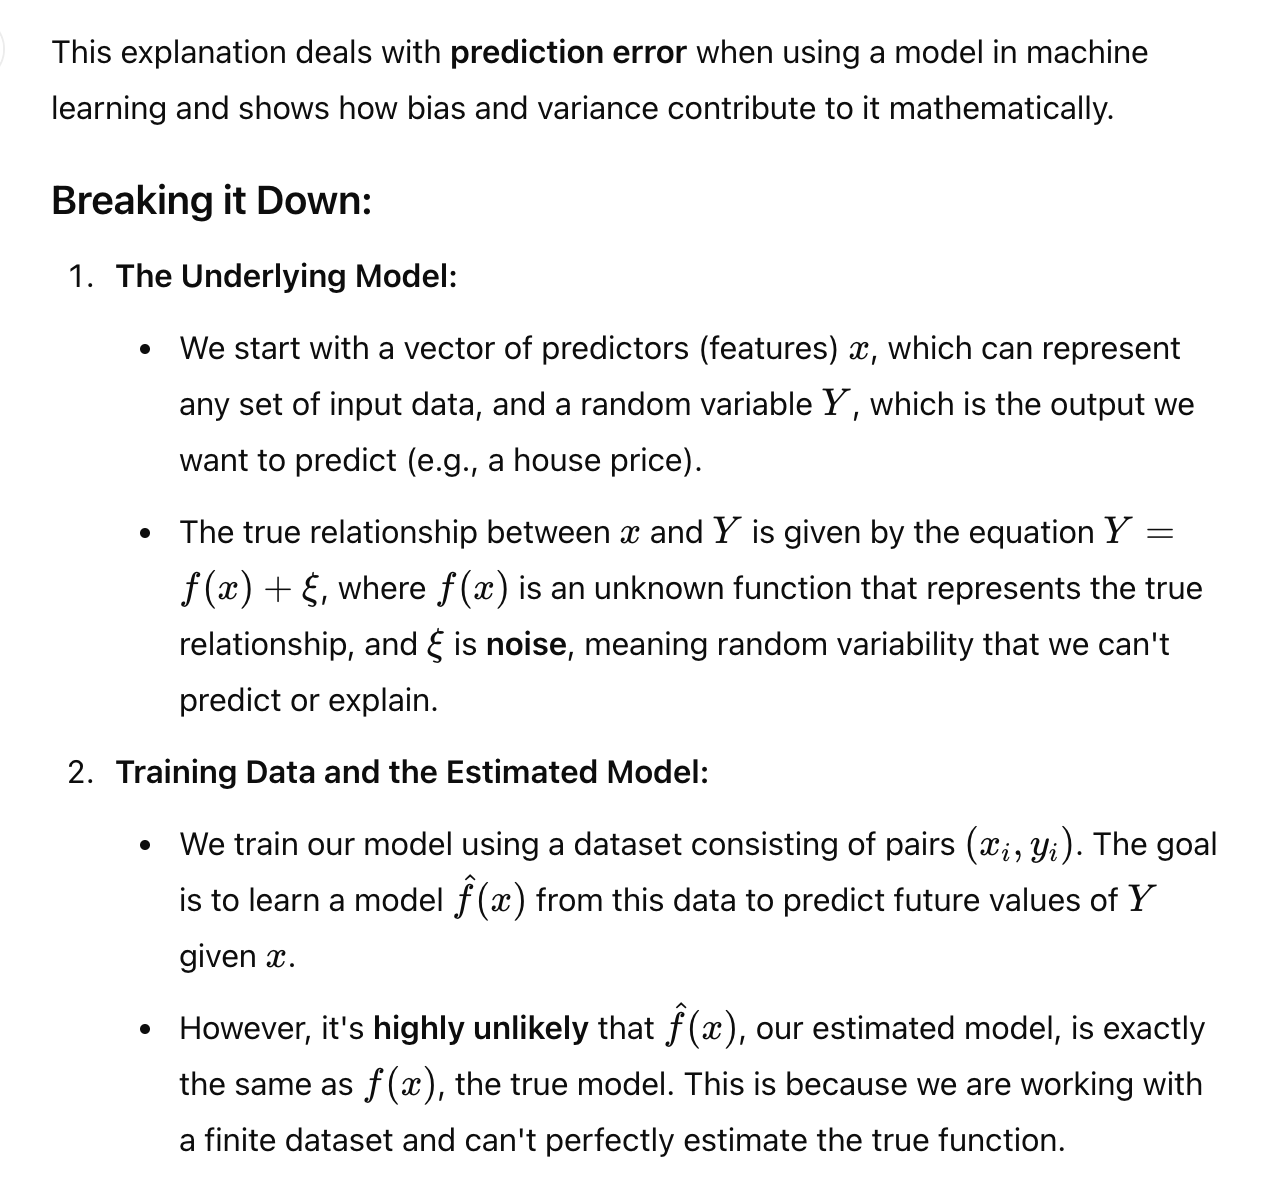 This explanation deals with prediction error when using a model in machine
learning and shows how bias and variance contribute to it mathematically.
Breaking it Down:
1. The Underlying Model:
• We start with a vector of predictors (features) x, which can represent
any set of input data, and a random variable Y, which is the output we
want to predict (e.g., a house price).
• The true relationship between x and Y is given by the equation Y =
f(x) + ξ, where f(x) is an unknown function that represents the true
relationship, and ξ is noise, meaning random variability that we can't
predict or explain.
2. Training Data and the Estimated Model:
• We train our model using a dataset consisting of pairs (xᵢ, yᵢ). The goal
is to learn a model f̂(x) from this data to predict future values of Y
given x.
• However, it's highly unlikely that f̂(x), our estimated model, is exactly
the same as f(x), the true model. This is because we are working with
a finite dataset and can't perfectly estimate the true function.